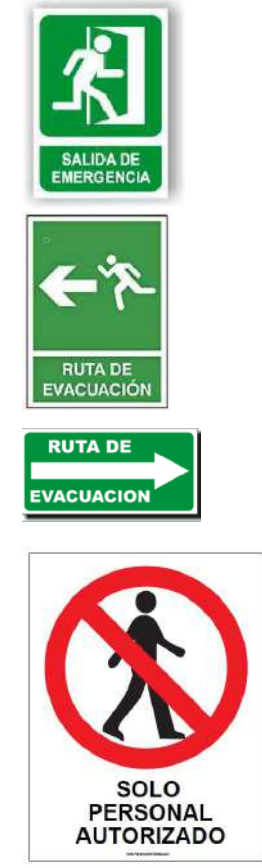 SALIDA DE
EMERGENCIA
RUTA DE
EVACUACIÓN
RUTA DE
EVACUACION
SOLO
PERSONAL
AUTORIZADO